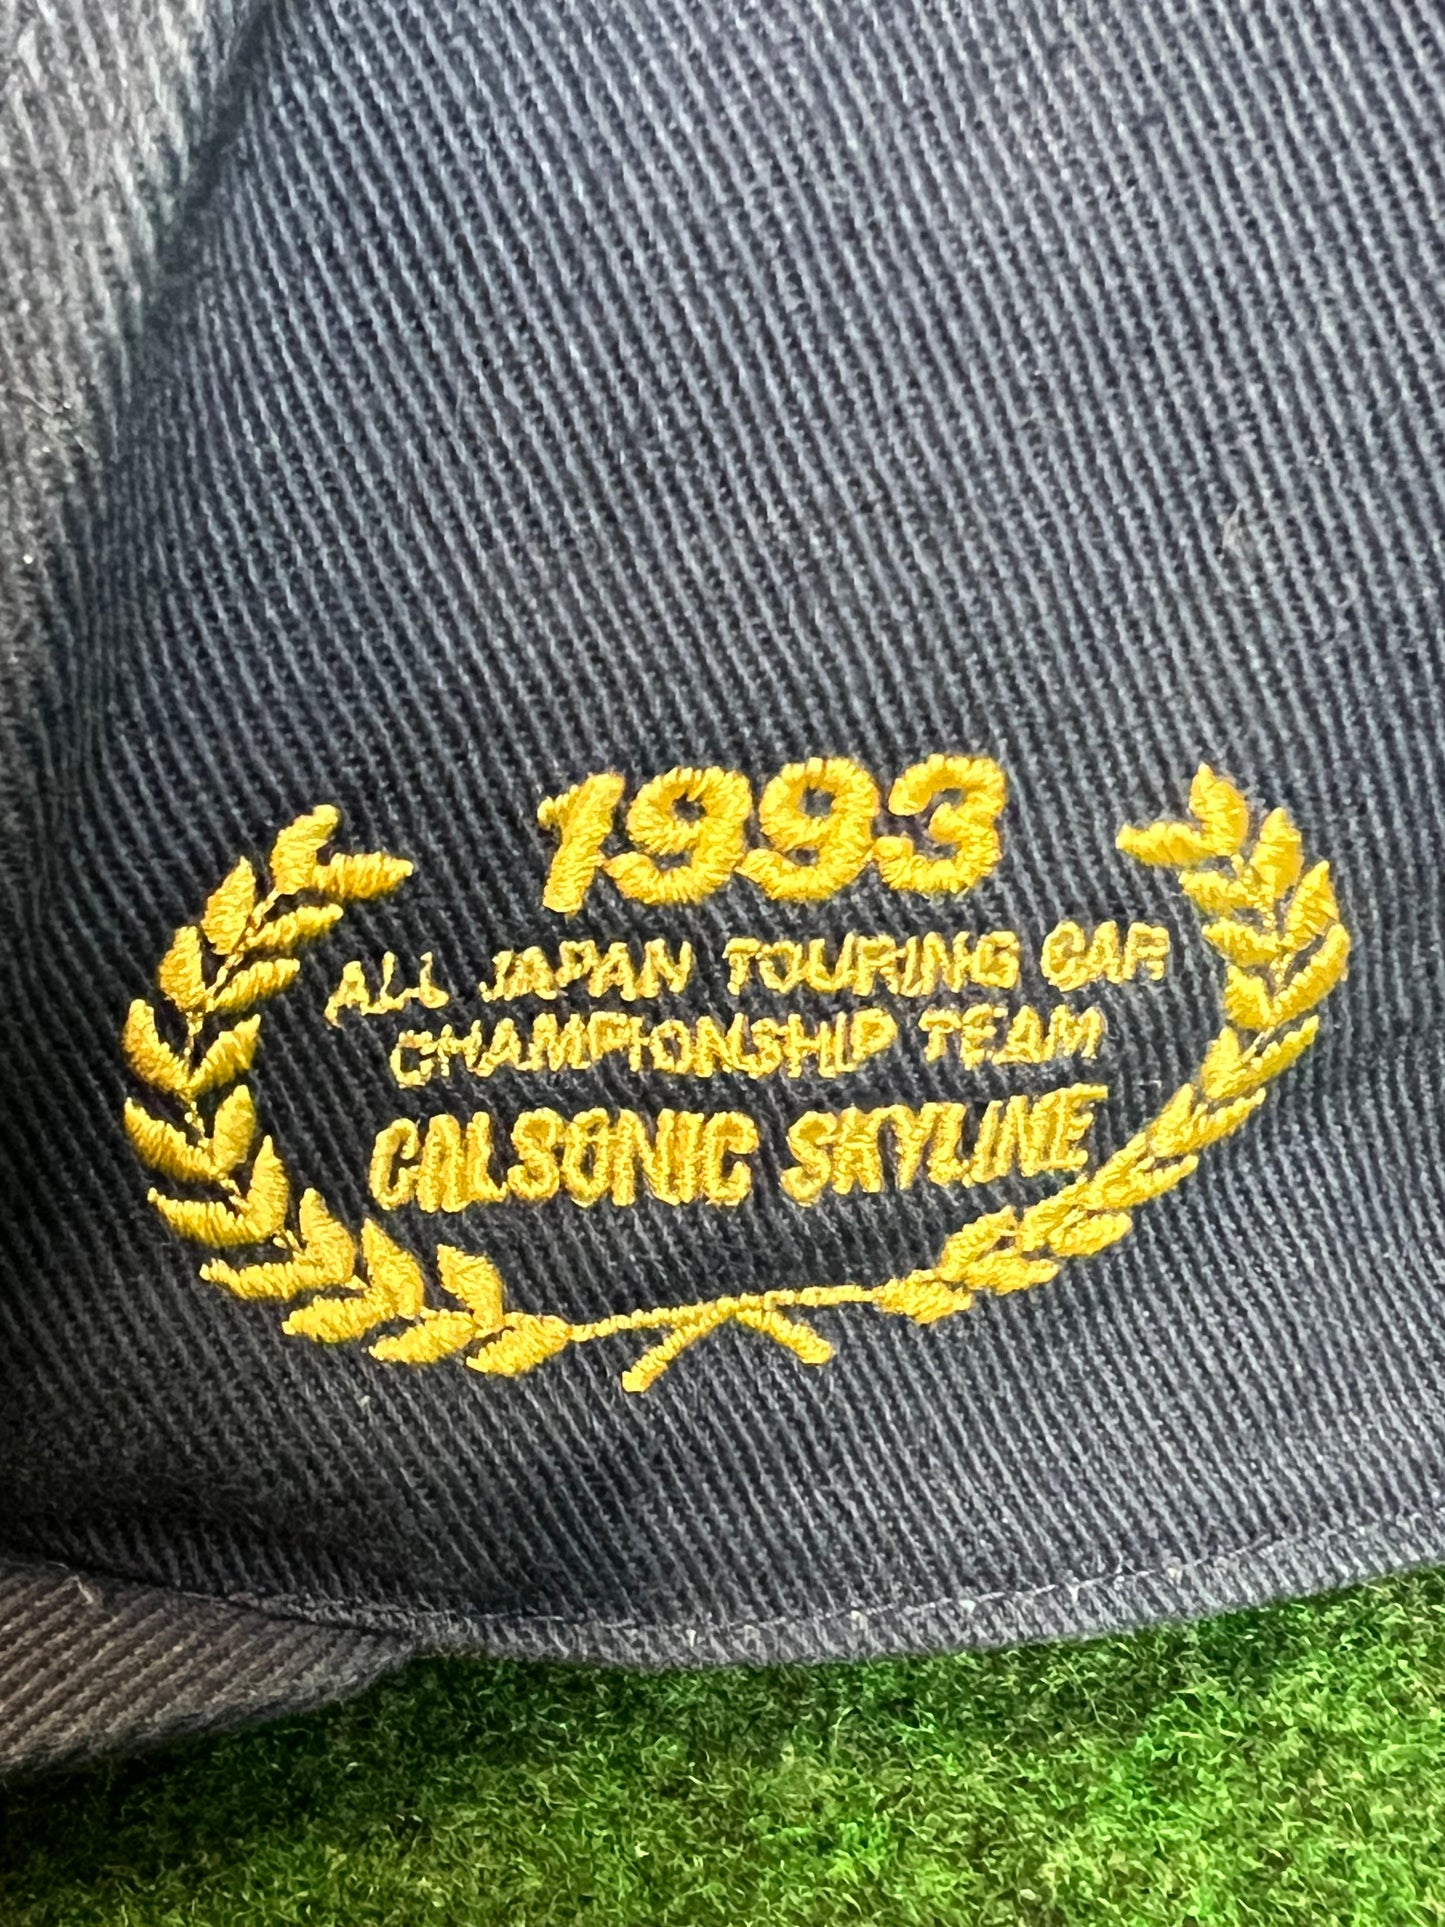 1993
ALL JAPAN TOURING CAR
CHAMPIONSHIP TEAM
CALSONIC SKYLINE